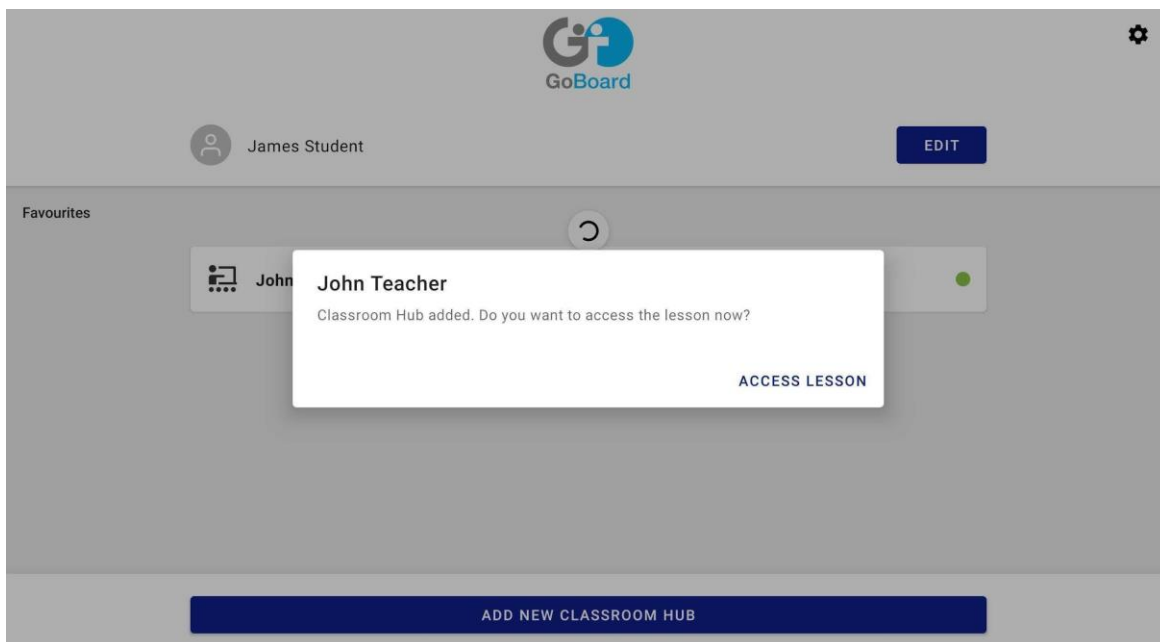 GoBoard
James Student
EDIT
Favourites
John
John Teacher
Classroom Hub added. Do you want to access the lesson now?
ACCESS LESSON
ADD NEW CLASSROOM HUB